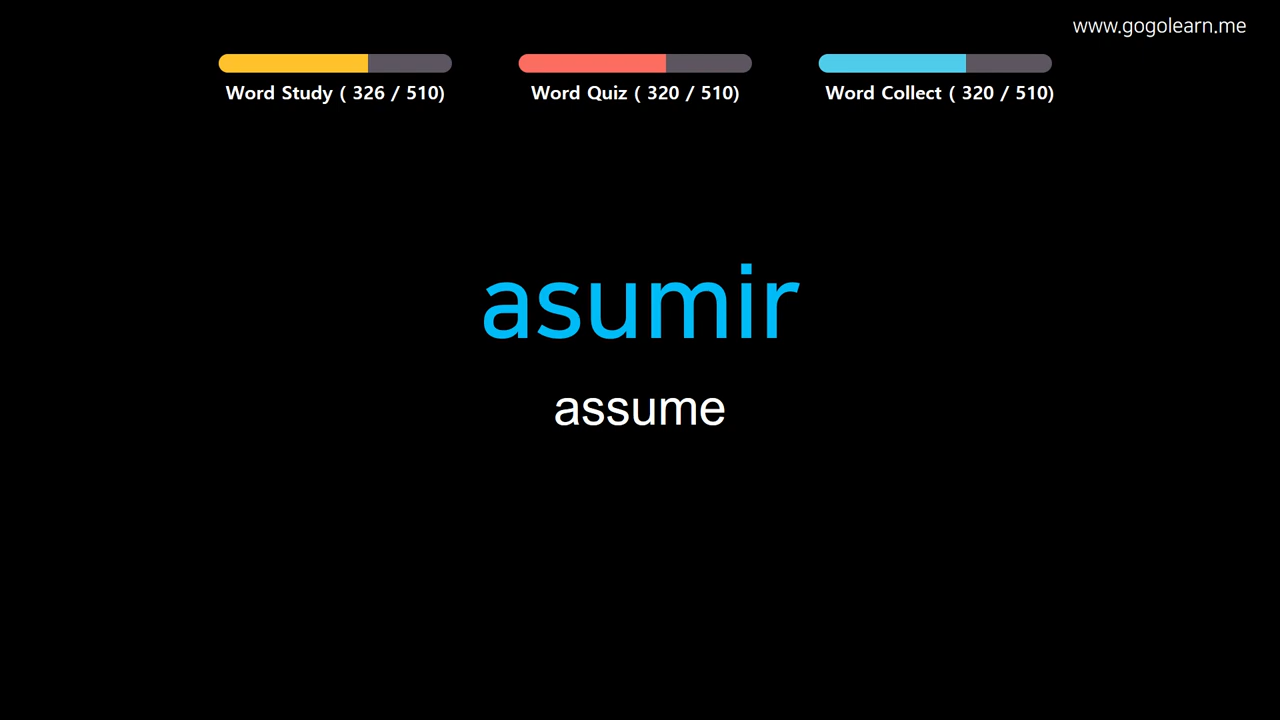 www.gogolearn.me
Word Study ( 326 / 510)
Word Quiz ( 320 / 510)
Word Collect ( 320 / 510)
asumir
assume